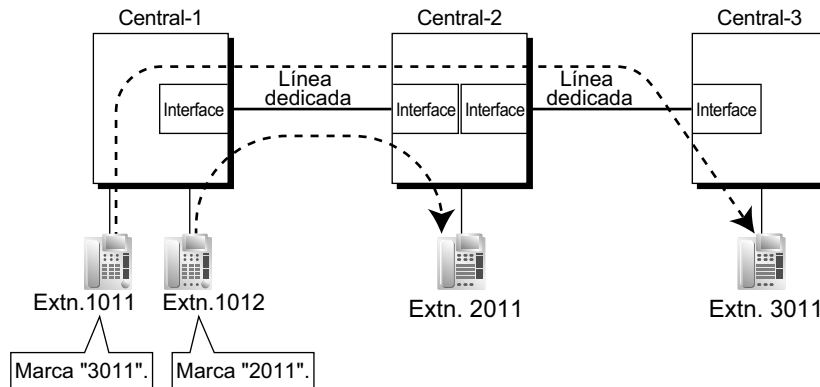 Central-1
Central-2
Central-3
Línea
dedicada
Línea
dedicada
Interface
Interface
Interface
Interface
Extn.1011
Extn.1012
Extn. 2011
Extn. 3011
Marca "3011".
Marca "2011".